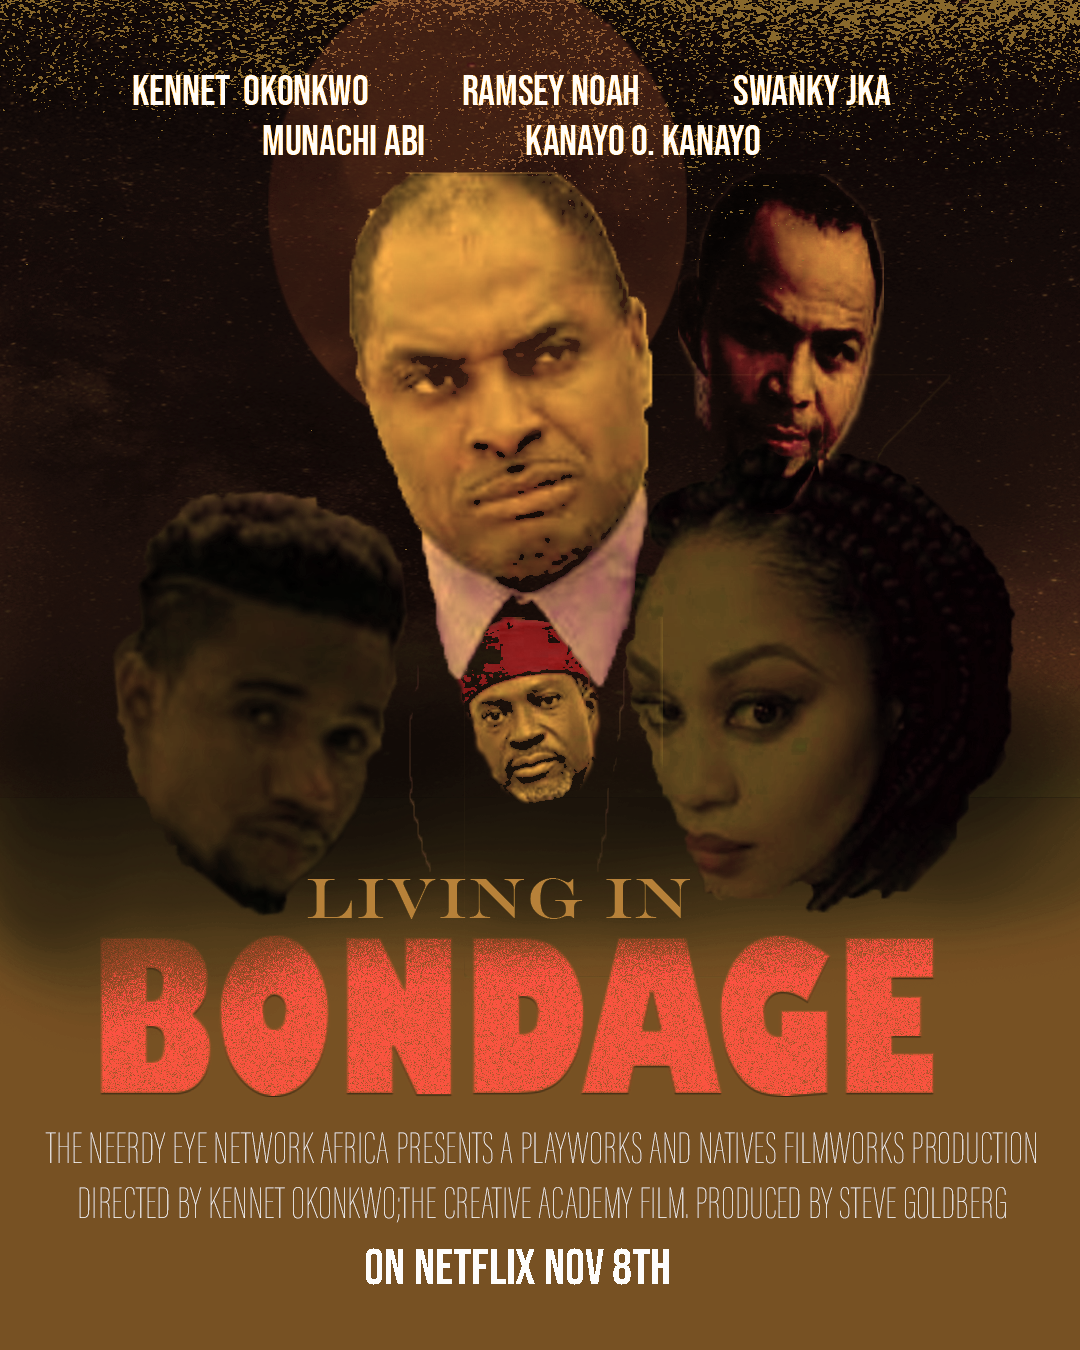 KENNET OKONKWO RAMSEY NOAH SWANKY JKA
MUNACHI ABI KANAYO O. KANAYO
LIVING IN
BONDAGE
THE NEERDY EYE NETWORK AFRICA PRESENTS A PLAYWORKS AND NATIVES FILMWORKS PRODUCTION
DIRECTED BY KENNET OKONKWO;THE CREATIVE ACADEMY FILM. PRODUCED BY STEVE GOLDBERG
ON NETFLIX NOV 8TH